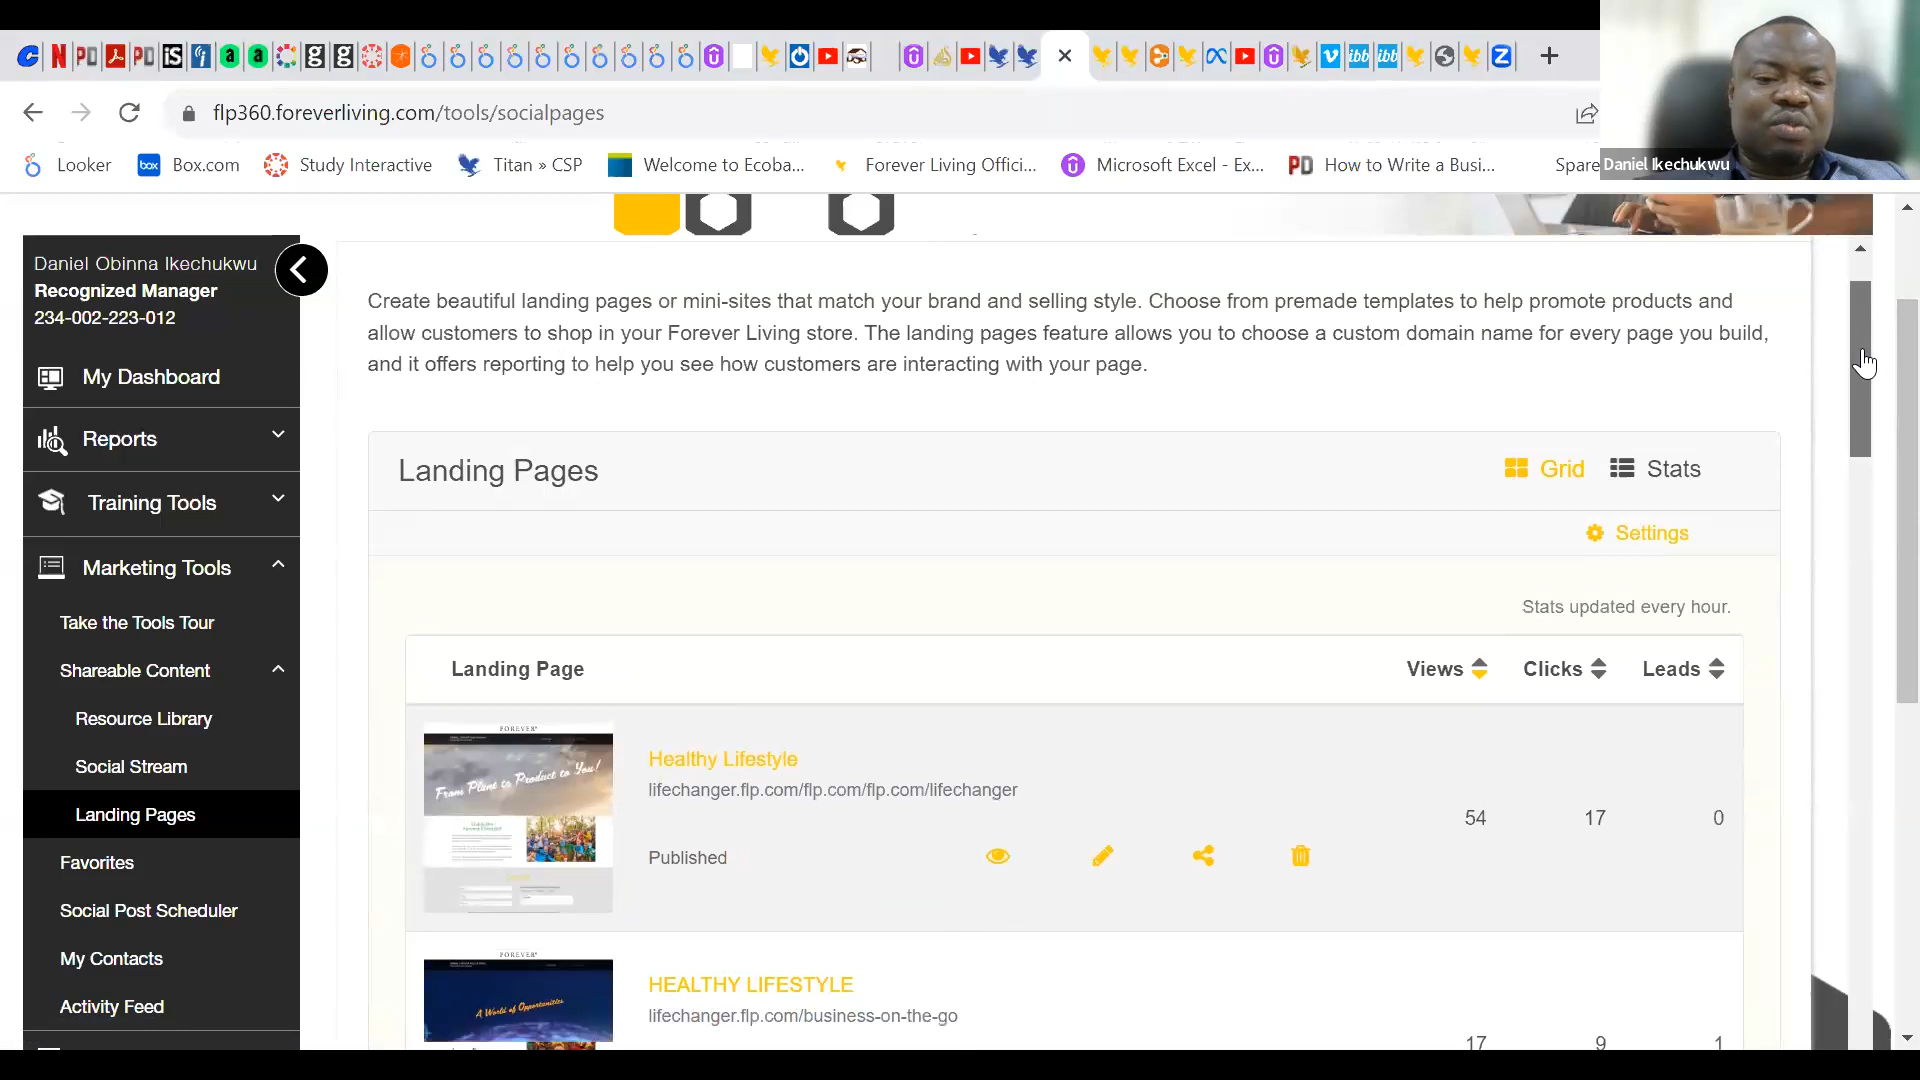 flp360.foreverliving.com/tools/socialpages
Looker
Box.com
Study Interactive
Titan » CSP
Welcome to Ecoba...
Forever Living Offici...
Microsoft Excel - Ex...
How to Write a Busi...
Spare
Daniel Ikechukwu
Daniel Obinna Ikechukwu
Recognized Manager
234-002-223-012
My Dashboard
Reports
Training Tools
Marketing Tools
Take the Tools Tour
Shareable Content
Resource Library
Social Stream
Landing Pages
Favorites
Social Post Scheduler
My Contacts
Activity Feed
Create beautiful landing pages or mini-sites that match your brand and selling style. Choose from premade templates to help promote products and
allow customers to shop in your Forever Living store. The landing pages feature allows you to choose a custom domain name for every page you build,
and it offers reporting to help you see how customers are interacting with your page.
Landing Pages
Grid
Stats
Settings
Stats updated every hour.
Landing Page
Views
Clicks
Leads
FOREVER
From Plant to Product to You!
Healthy Lifestyle
lifechanger.flp.com/flp.com/flp.com/lifechanger
Published
54
17
0
FOREVER
A World of Opportunities
HEALTHY LIFESTYLE
lifechanger.flp.com/business-on-the-go
17
9
1